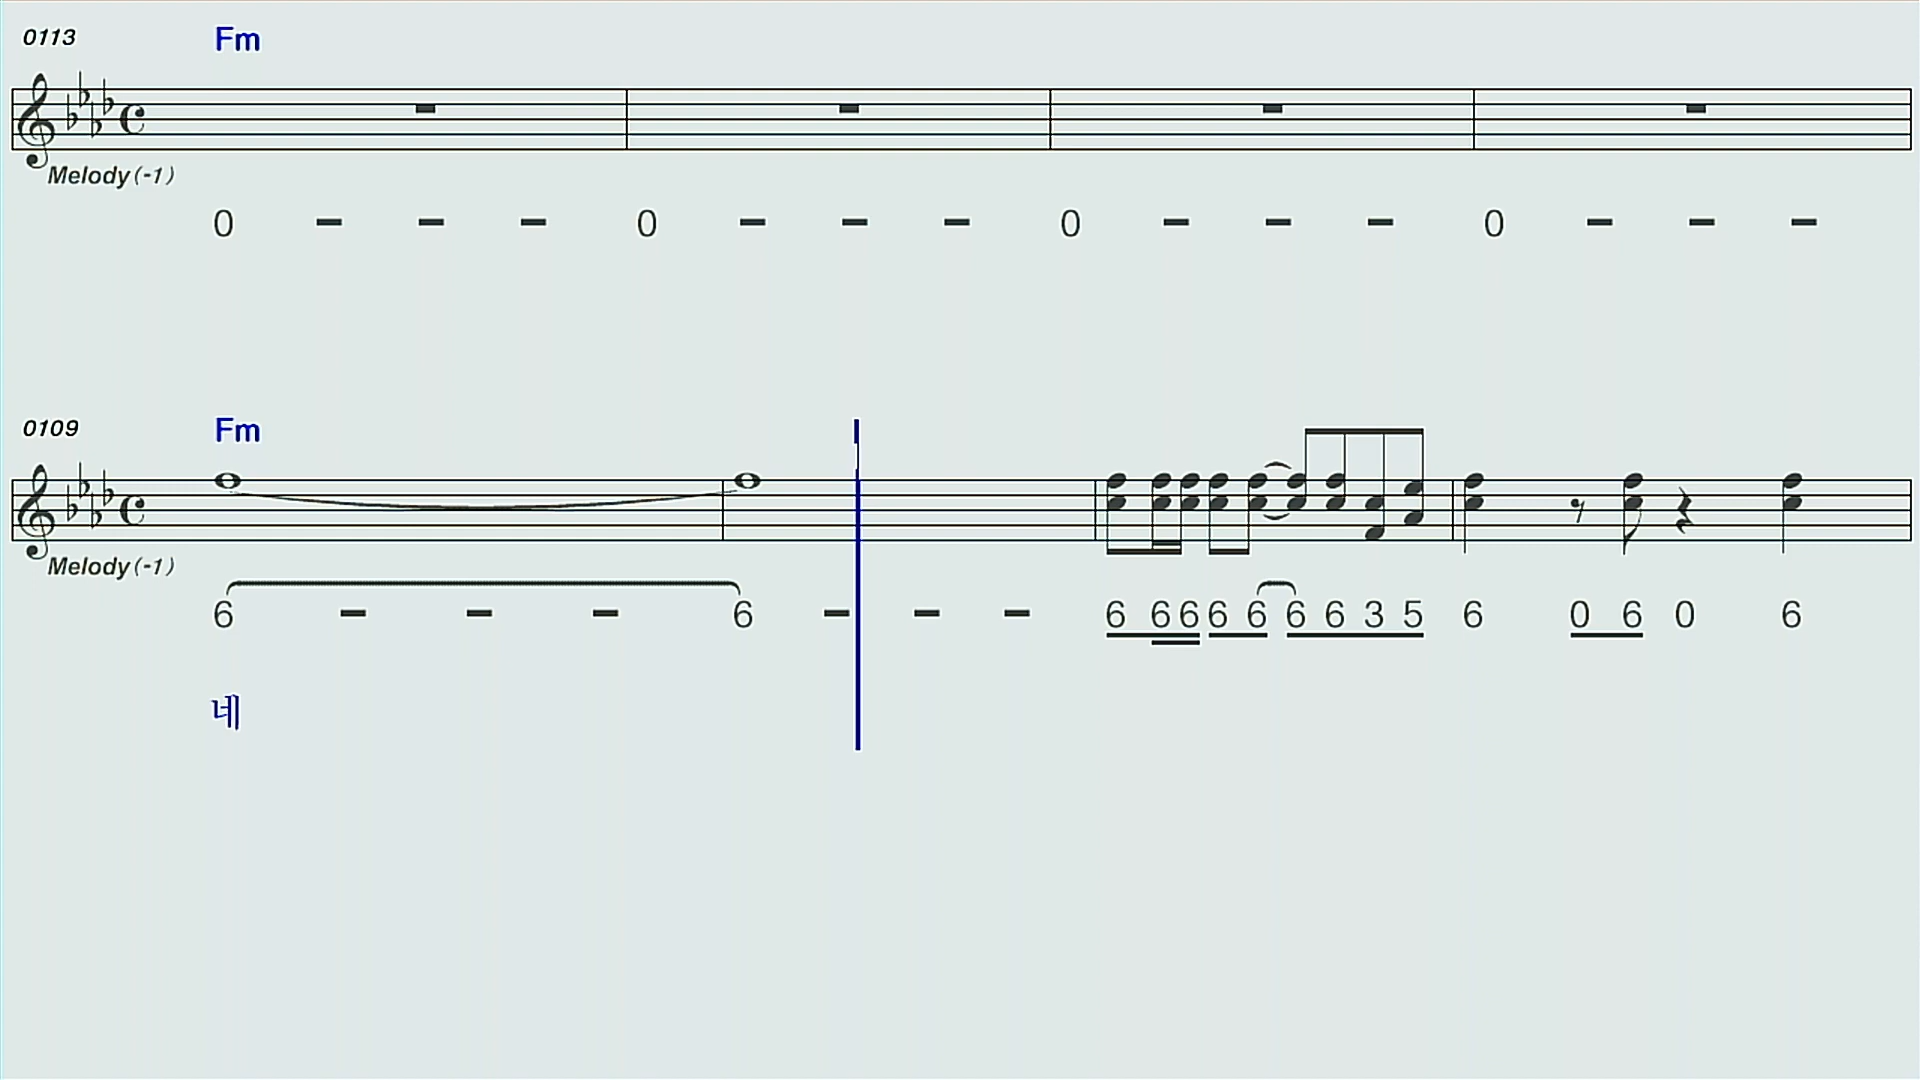 0113 Fm
Melody(-1)
0 - - - 0 - - - 0 - - - 0 - - -
0109 Fm
Melody(-1)
6 - - - 6 - - - 6 6 6 6 6 6 6 3 5 6 0 6 0 6
네